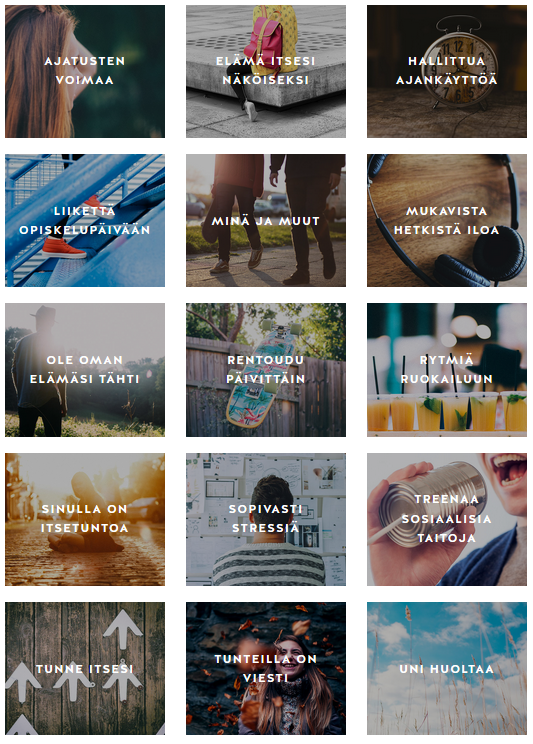 AJATUSTEN
VOIMAA
ELÄMÄ ITSESI
NÄKÖISEKSI
HALLITTUA
AJANKÄYTTÖÄ
LIIKETTÄ
OPISKELUPÄIVÄÄN
MINÄ JA MUUT
MUKAVISTA
HETKISTÄ ILOA
OLE OMAN
ELÄMÄSI TÄHTI
RENTOUDU
PÄIVITTÄIN
RYTMIÄ
RUOKAILUUN
SINULLA ON
ITSETUNTOA
SOPIVASTI
STRESSIÄ
TREENAA
SOSIAALISIA
TAITOJA
TUNNE ITSESI
TUNTEILLA ON
VIESTI
UNI HUOLTAA